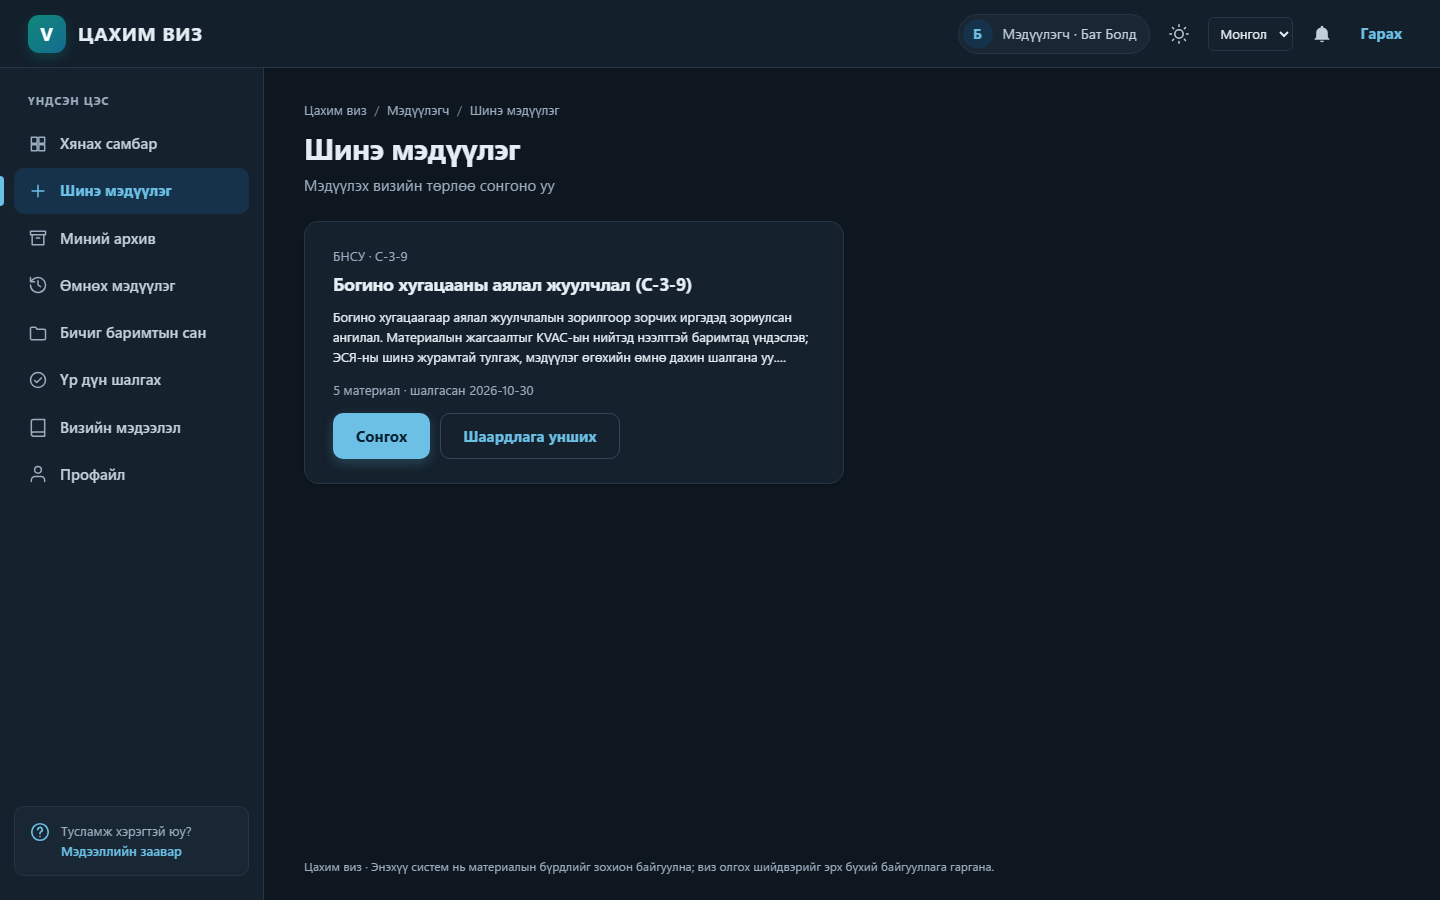 V ЦАХИМ ВИЗ
Б Мэдүүлэгч · Бат Болд
Монгол
Гарах
ҮНДСЭН ЦЭС
Хянах самбар
Шинэ мэдүүлэг
Миний архив
Өмнөх мэдүүлэг
Бичиг баримтын сан
Үр дүн шалгах
Визийн мэдээлэл
Профайл
Тусламж хэрэгтэй юу?
Мэдээллийн заавар
Цахим виз / Мэдүүлэгч / Шинэ мэдүүлэг
Шинэ мэдүүлэг
Мэдүүлэх визийн төрлөө сонгоно уу
БНСУ · C-3-9
Богино хугацааны аялал жуулчлал (C-3-9)
Богино хугацаагаар аялал жуулчлалын зорилгоор зорчих иргэдэд зориулсан
ангилал. Материалын жагсаалтыг KVAC-ын нийтэд нээлттэй баримтад үндэслэв;
ЭСЯ-ны шинэ журамтай тулгаж, мэдүүлэг өгөхийн өмнө дахин шалгана уу....
5 материал · шалгасан 2026-10-30
Сонгох
Шаардлага унших
Цахим виз · Энэхүү систем нь материалын бүрдлийг зохион байгуулна; виз олгох шийдвэрийг эрх бүхий байгууллага гаргана.